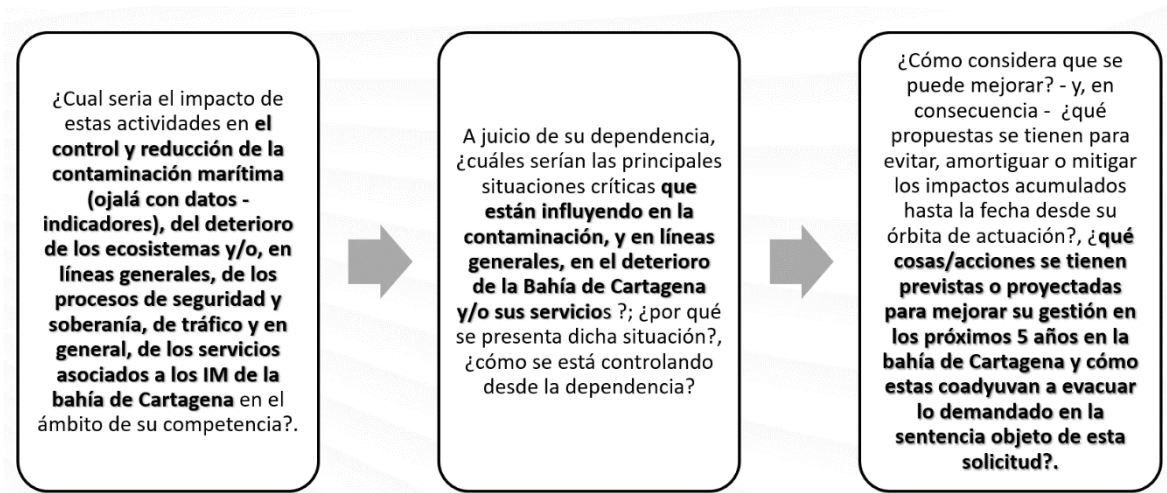 ¿Cual seria el impacto de
estas actividades en el
control y reducción de la
contaminación marítima
(ojalá con datos -
indicadores), del deterioro
de los ecosistemas y/o, en
líneas generales, de los
procesos de seguridad y
soberanía, de tráfico y en
general, de los servicios
asociados a los IM de la
bahía de Cartagena en el
ámbito de su competencia?.
A juicio de su dependencia,
¿cuáles serían las principales
situaciones críticas que
están influyendo en la
contaminación, y en líneas
generales, en el deterioro
de la Bahía de Cartagena
y/o sus servicios ?; ¿por qué
se presenta dicha situación?,
¿cómo se está controlando
desde la dependencia?
¿Cómo considera que se
puede mejorar? - y, en
consecuencia - ¿qué
propuestas se tienen para
evitar, amortiguar o mitigar
los impactos acumulados
hasta la fecha desde su
órbita de actuación?, ¿qué
cosas/acciones se tienen
previstas o proyectadas
para mejorar su gestión en
los próximos 5 años en la
bahía de Cartagena y cómo
estas coadyuvan a evacuar
lo demandado en la
sentencia objeto de esta
solicitud?.